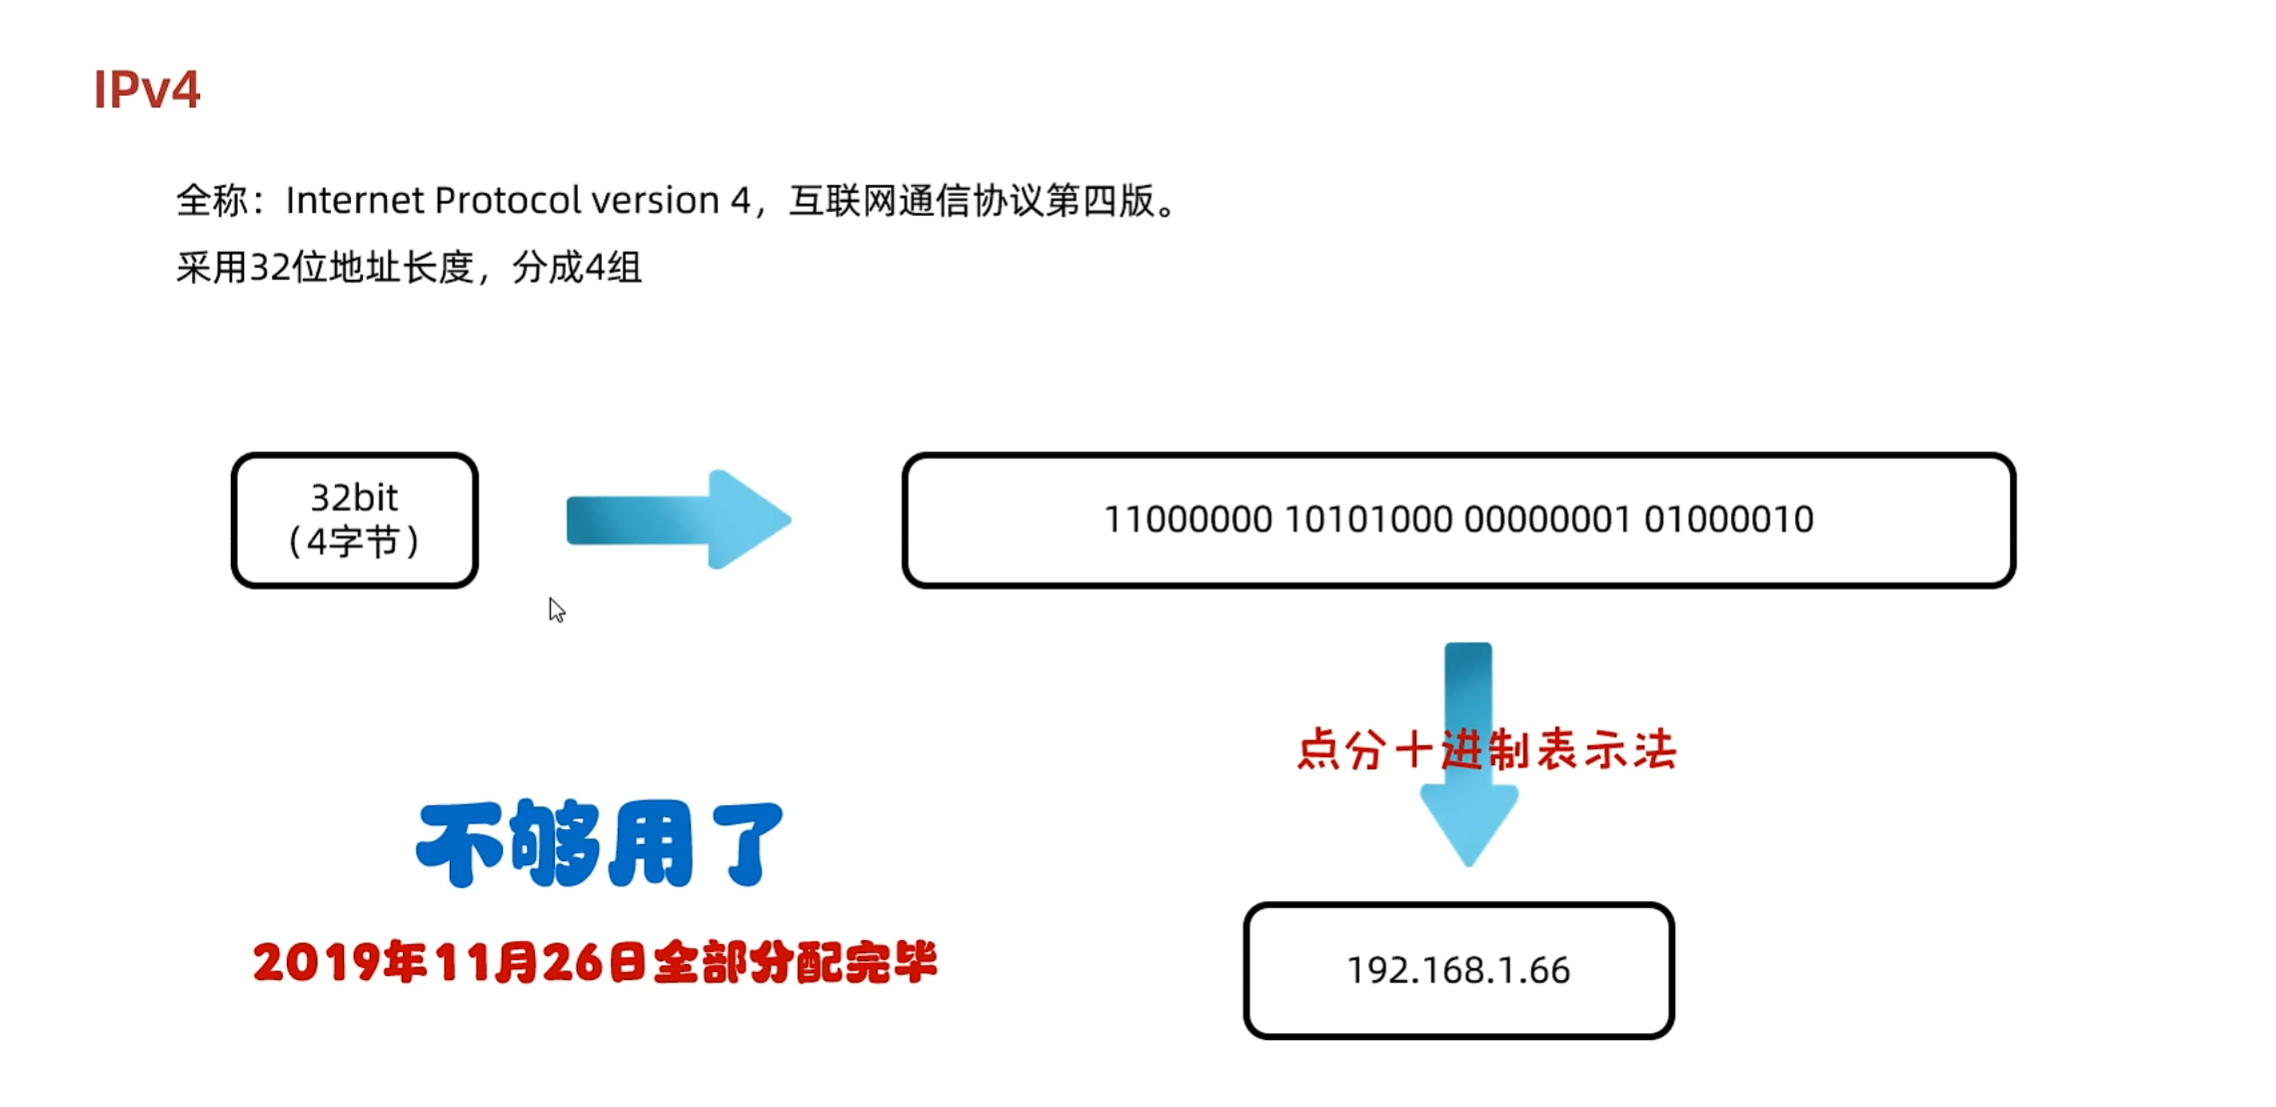 IPv4
全称：Internet Protocol version 4，互联网通信协议第四版。
采用32位地址长度，分成4组
32bit
（4字节）
11000000 10101000 00000001 01000010
点分十进制表示法
不够用了
2019年11月26日全部分配完毕
192.168.1.66